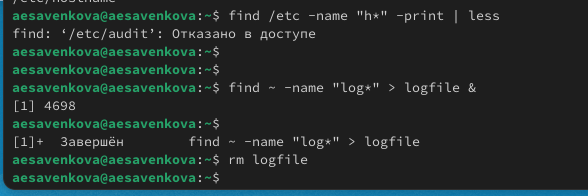 /etc/hostname
aesavenkova@aesavenkova:~$ find /etc -name "h*" -print | less
find: ‘/etc/audit’: Отказано в доступе
aesavenkova@aesavenkova:~$
aesavenkova@aesavenkova:~$
aesavenkova@aesavenkova:~$ find ~ -name "log*" > logfile &
[1] 4698
aesavenkova@aesavenkova:~$
[1]+  Завершён        find ~ -name "log*" > logfile
aesavenkova@aesavenkova:~$ rm logfile
aesavenkova@aesavenkova:~$